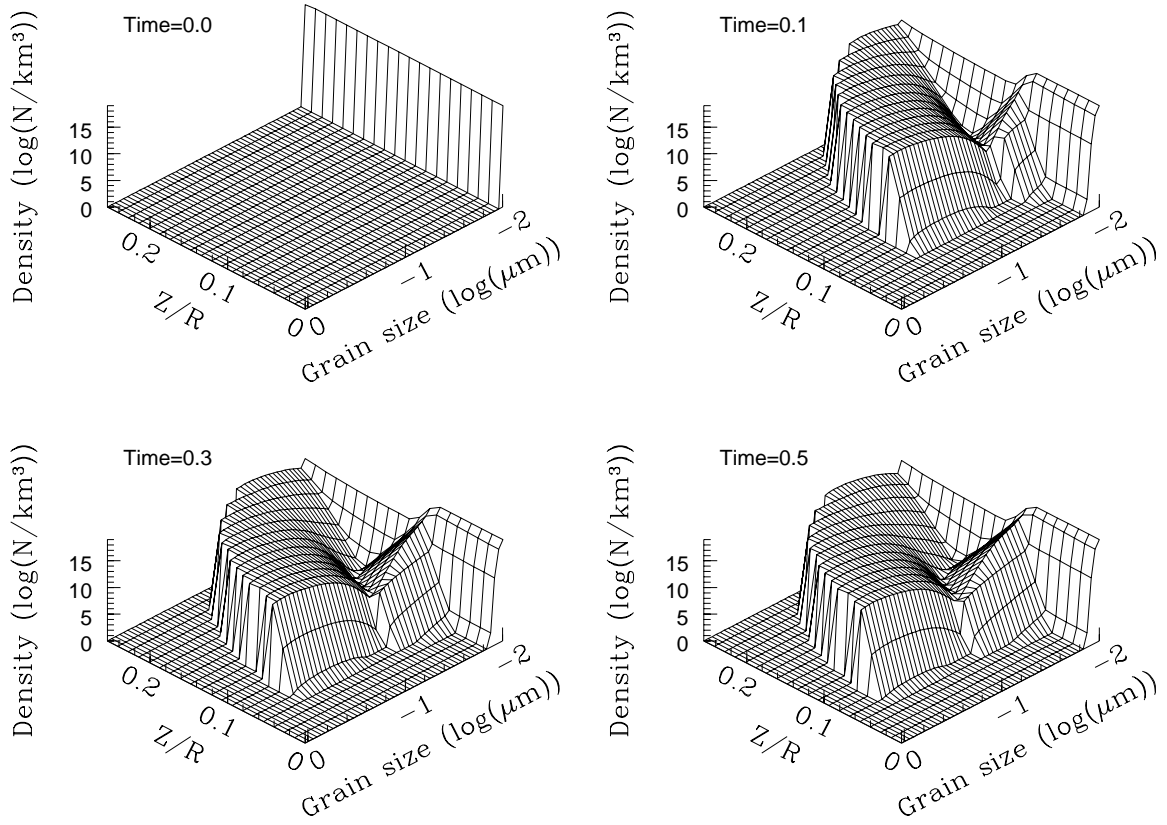 Time=0.0
Density (log(N/km³))
15
10
5
0
0.2
0.1
0
Z/R
0
−1
−2
Grain size (log(μm))
Time=0.1
Density (log(N/km³))
15
10
5
0
0.2
0.1
0
Z/R
0
−1
−2
Grain size (log(μm))
Time=0.3
Density (log(N/km³))
15
10
5
0
0.2
0.1
0
Z/R
0
−1
−2
Grain size (log(μm))
Time=0.5
Density (log(N/km³))
15
10
5
0
0.2
0.1
0
Z/R
0
−1
−2
Grain size (log(μm))